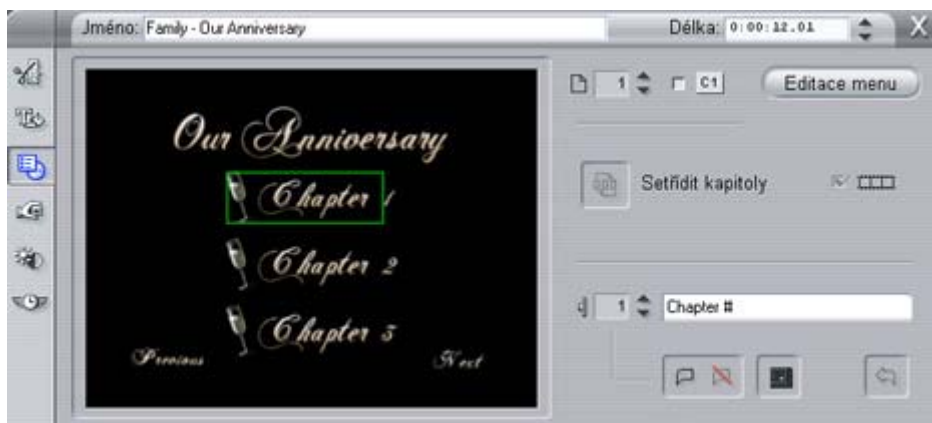 Jméno: Family - Our Anniversary
Délka: 0:00:12.01
X
1
C1
Editace menu
Our Anniversary
Chapter 1
Chapter 2
Chapter 3
Previous
Next
Setřídit kapitoly
1
Chapter #